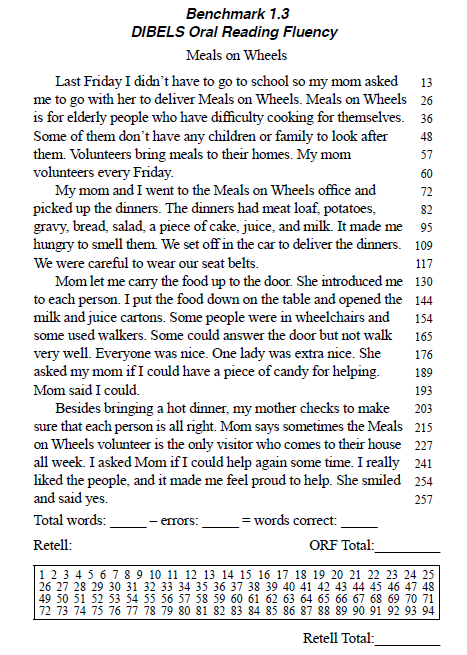 Benchmark 1.3
DIBELS Oral Reading Fluency
Meals on Wheels
Last Friday I didn't have to go to school so my mom asked 13
me to go with her to deliver Meals on Wheels. Meals on Wheels 26
is for elderly people who have difficulty cooking for themselves. 36
Some of them don't have any children or family to look after 48
them. Volunteers bring meals to their homes. My mom 57
volunteers every Friday. 60
My mom and I went to the Meals on Wheels office and 72
picked up the dinners. The dinners had meat loaf, potatoes, 82
gravy, bread, salad, a piece of cake, juice, and milk. It made me 95
hungry to smell them. We set off in the car to deliver the dinners. 109
We were careful to wear our seat belts. 117
Mom let me carry the food up to the door. She introduced me 130
to each person. I put the food down on the table and opened the 144
milk and juice cartons. Some people were in wheelchairs and 154
some used walkers. Some could answer the door but not walk 165
very well. Everyone was nice. One lady was extra nice. She 176
asked my mom if I could have a piece of candy for helping. 189
Mom said I could. 193
Besides bringing a hot dinner, my mother checks to make 203
sure that each person is all right. Mom says sometimes the Meals 215
on Wheels volunteer is the only visitor who comes to their house 227
all week. I asked Mom if I could help again some time. I really 241
liked the people, and it made me feel proud to help. She smiled 254
and said yes. 257
Total words: _____ – errors: _____ = words correct: _____
Retell: ORF Total:_________
1 2 3 4 5 6 7 8 9 10 11 12 13 14 15 16 17 18 19 20 21 22 23 24 25
26 27 28 29 30 31 32 33 34 35 36 37 38 39 40 41 42 43 44 45 46 47 48
49 50 51 52 53 54 55 56 57 58 59 60 61 62 63 64 65 66 67 68 69 70 71
72 73 74 75 76 77 78 79 80 81 82 83 84 85 86 87 88 89 90 91 92 93 94
Retell Total:_________